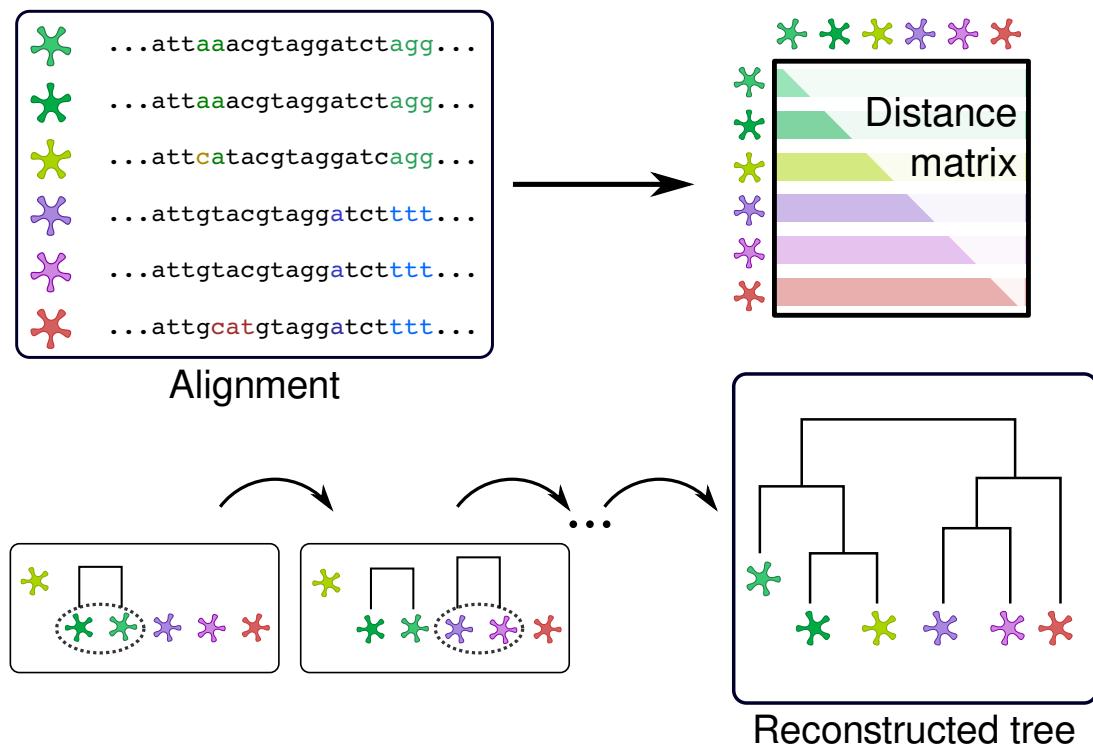 ...attaaacgtaggatctagg...
...attaaacgtaggatctagg...
...attcatacgtaggatcagg...
...attgtacgtaggatctttt...
...attgtacgtaggatctttt...
...attgcatgtaggatctttt...
Alignment
Distance
matrix
...
Reconstructed tree